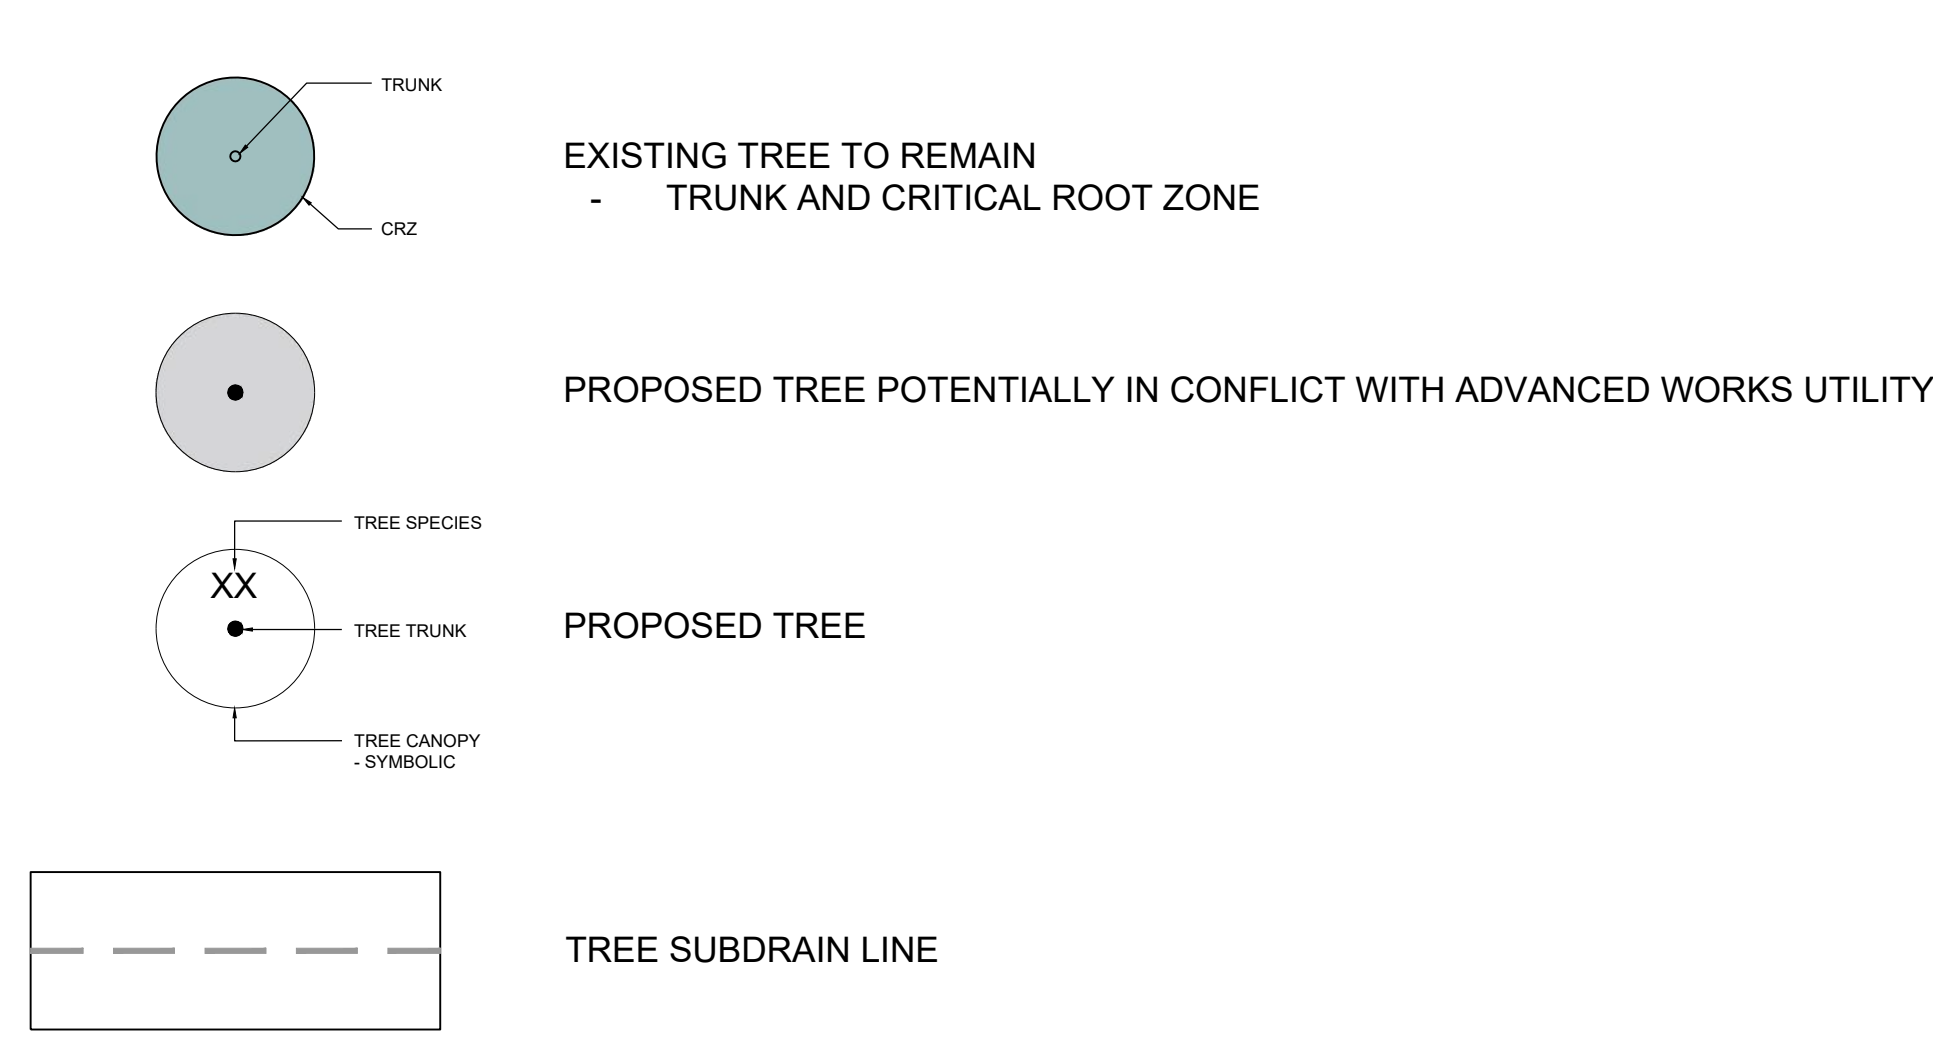 TRUNK
EXISTING TREE TO REMAIN
- TRUNK AND CRITICAL ROOT ZONE
CRZ
PROPOSED TREE POTENTIALLY IN CONFLICT WITH ADVANCED WORKS UTILITY
TREE SPECIES
XX
TREE TRUNK
PROPOSED TREE
TREE CANOPY
- SYMBOLIC
TREE SUBDRAIN LINE